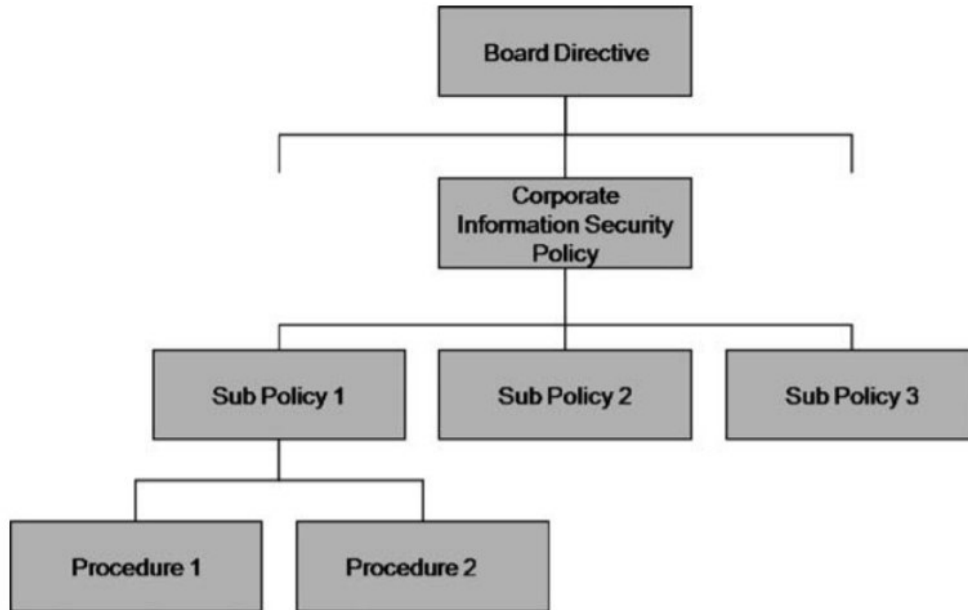 Board Directive
Corporate
Information Security
Policy
Sub Policy 1
Sub Policy 2
Sub Policy 3
Procedure 1
Procedure 2